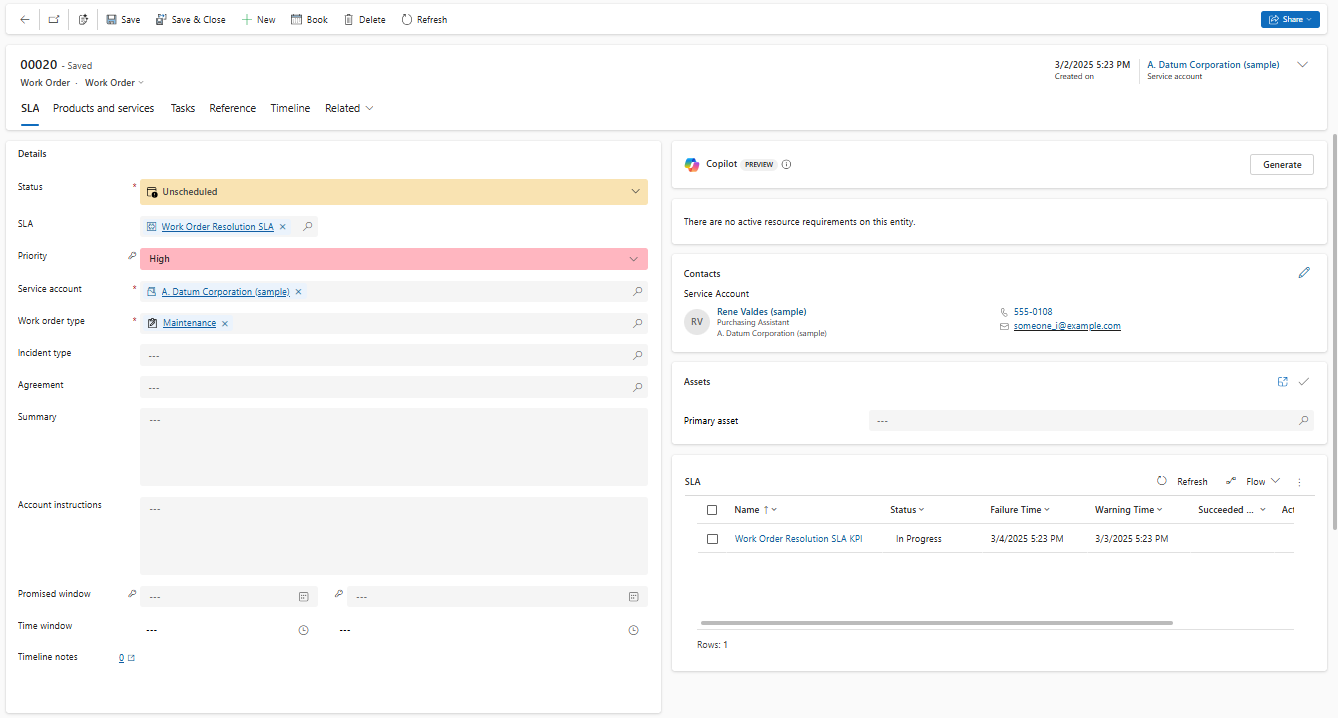 Save
Save & Close
New
Book
Delete
Refresh
Share
00020 - Saved
Work Order · Work Order
3/2/2025 5:23 PM
Created on
A. Datum Corporation (sample)
Service account
SLA
Products and services
Tasks
Reference
Timeline
Related
Details
Status * Unscheduled
SLA Work Order Resolution SLA
Priority High
Service account * A. Datum Corporation (sample)
Work order type * Maintenance
Incident type ---
Agreement ---
Summary ---
Account instructions ---
Promised window --- ---
Time window --- ---
Timeline notes 0
Copilot PREVIEW
Generate
There are no active resource requirements on this entity.
Contacts
Service Account
RV
Rene Valdes (sample)
Purchasing Assistant
A. Datum Corporation (sample)
555-0108
someone_i@example.com
Assets
Primary asset ---
SLA
Refresh
Flow
Name ↑ Status Failure Time Warning Time Succeeded ... Act
Work Order Resolution SLA KPI In Progress 3/4/2025 5:23 PM 3/3/2025 5:23 PM
Rows: 1